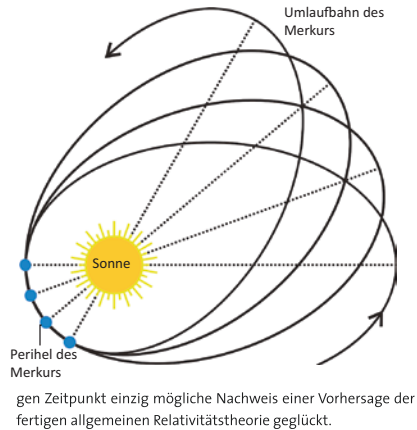 Umlaufbahn des
Merkurs
Sonne
Perihel des
Merkurs
gen Zeitpunkt einzig mögliche Nachweis einer Vorhersage der
fertigen allgemeinen Relativitätstheorie geglückt.